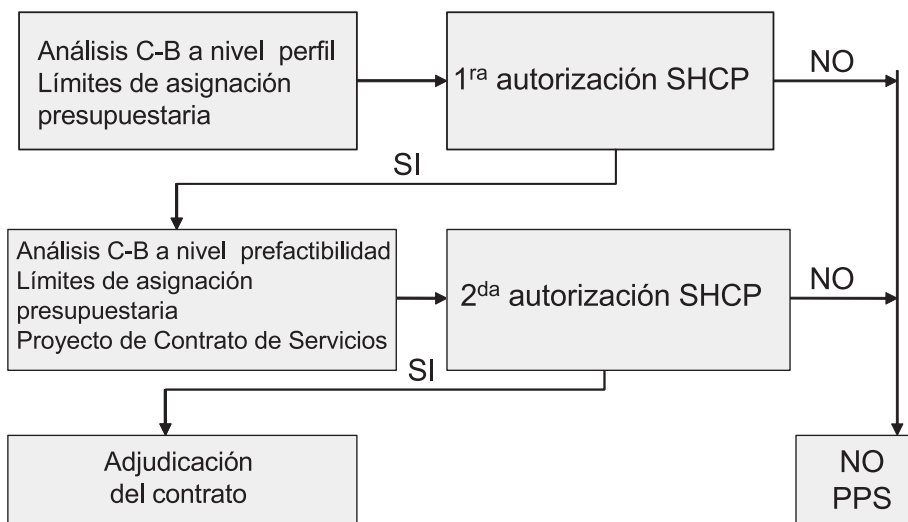 Análisis C-B a nivel perfil
Límites de asignación
presupuestaria
1ra autorización SHCP
NO
SI
Análisis C-B a nivel prefactibilidad
Límites de asignación
presupuestaria
Proyecto de Contrato de Servicios
2da autorización SHCP
NO
SI
Adjudicación
del contrato
NO
PPS